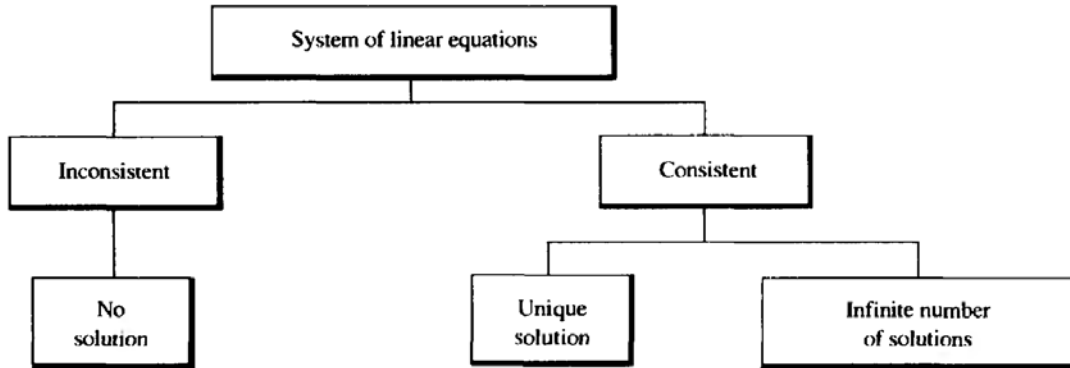 System of linear equations
Inconsistent
Consistent
No
solution
Unique
solution
Infinite number
of solutions